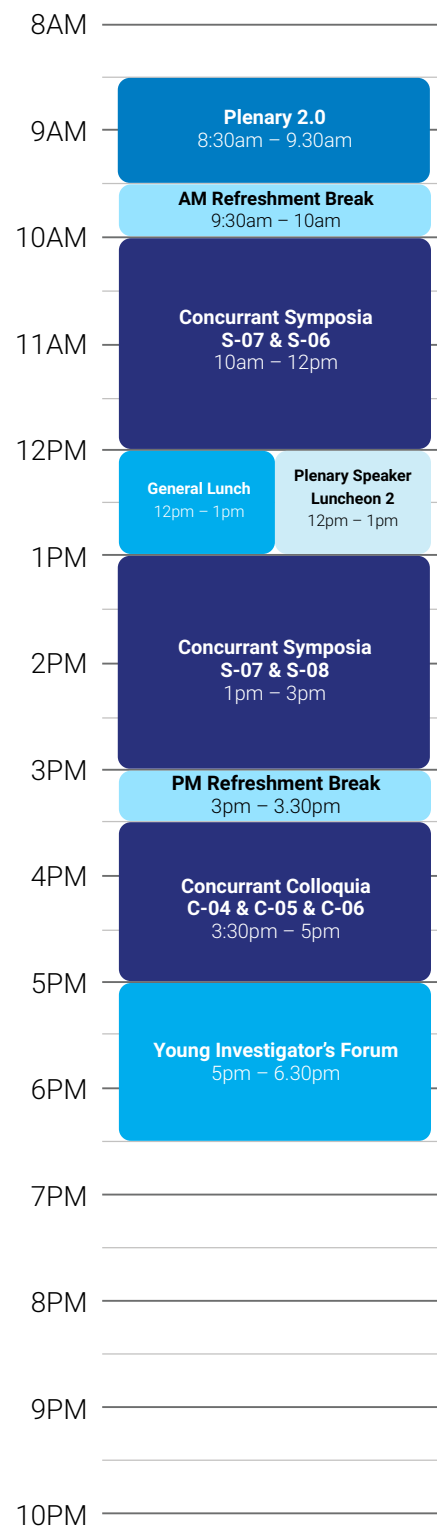 8AM
Plenary 2.0
8:30am – 9.30am
9AM
AM Refreshment Break
9:30am – 10am
10AM
Concurrant Symposia
S-07 & S-06
10am – 12pm
11AM
12PM
General Lunch
12pm – 1pm
Plenary Speaker
Luncheon 2
12pm – 1pm
1PM
Concurrant Symposia
S-07 & S-08
1pm – 3pm
2PM
3PM
PM Refreshment Break
3pm – 3.30pm
4PM
Concurrant Colloquia
C-04 & C-05 & C-06
3:30pm – 5pm
5PM
Young Investigator’s Forum
5pm – 6.30pm
6PM
7PM
8PM
9PM
10PM